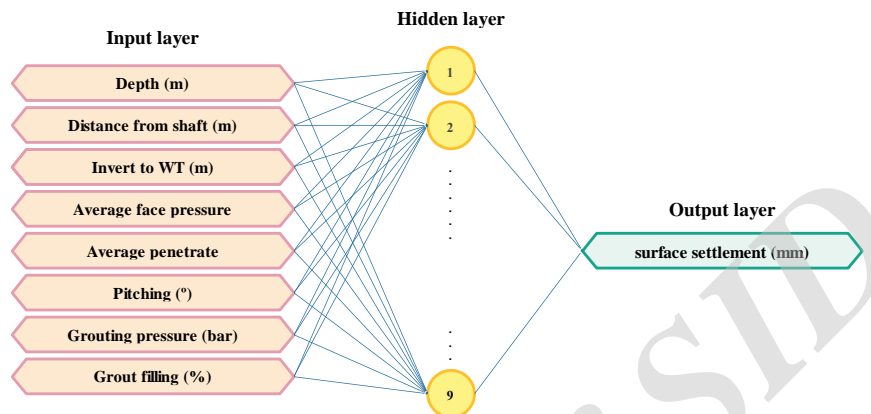 Hidden layer
Input layer
Depth (m)
Distance from shaft (m)
Invert to WT (m)
Average face pressure
Average penetrate
Pitching (º)
Grouting pressure (bar)
Grout filling (%)
1
2
9
Output layer
surface settlement (mm)
SID